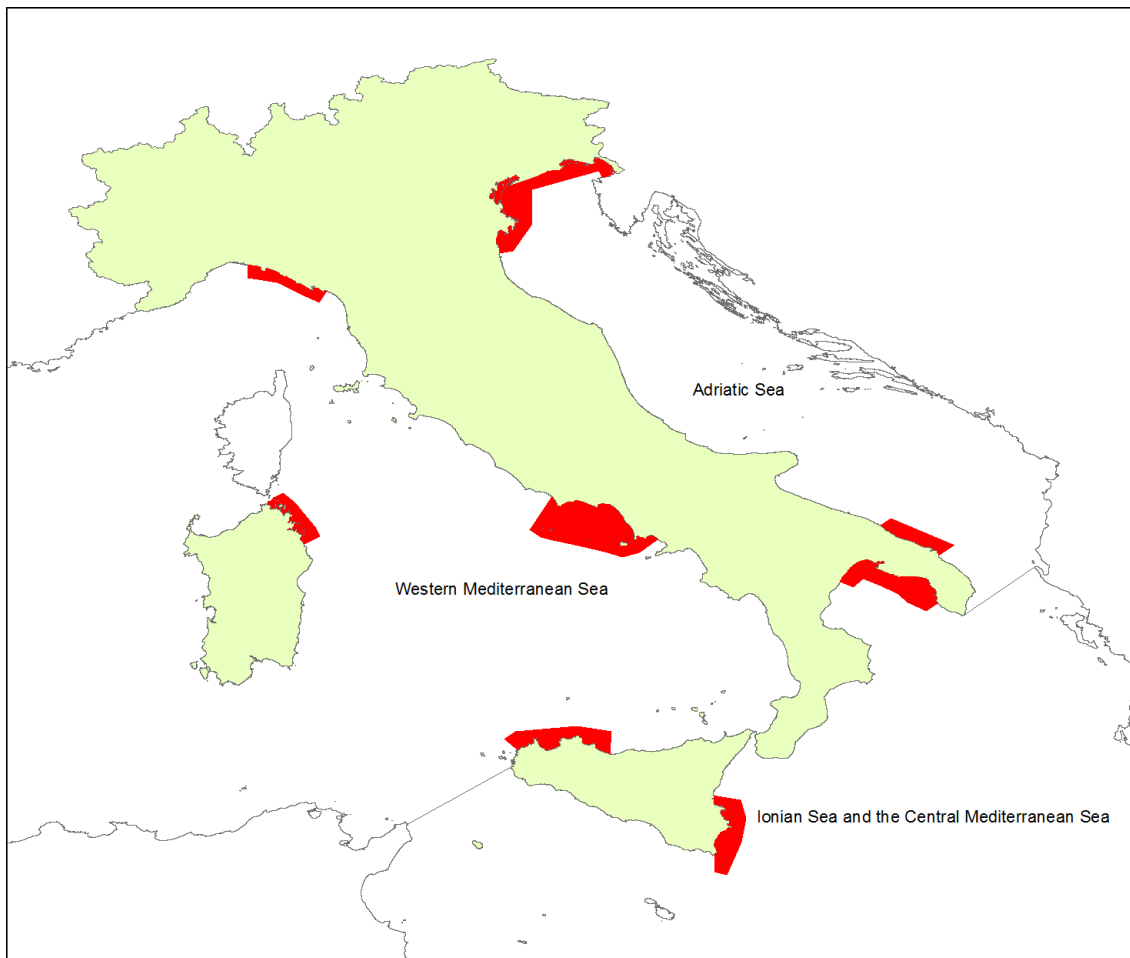 Adriatic Sea
Western Mediterranean Sea
Ionian Sea and the Central Mediterranean Sea